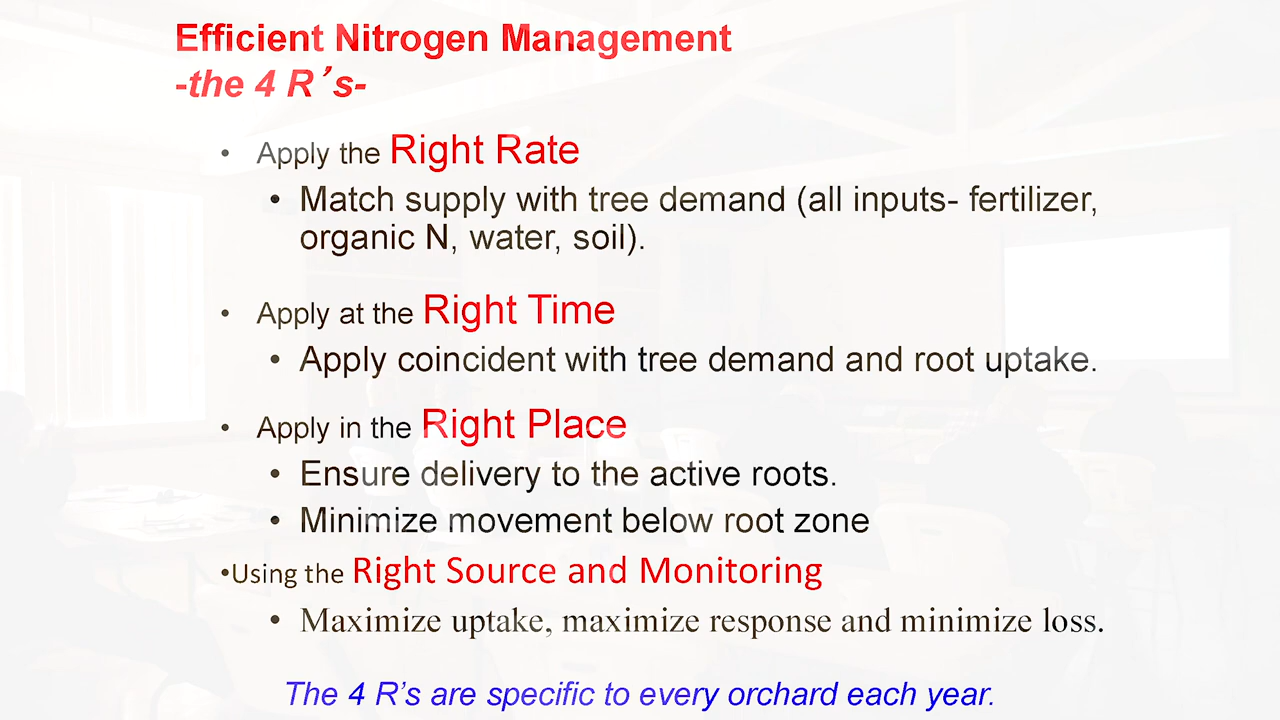 Efficient Nitrogen Management
-the 4 R's-
• Apply the Right Rate
• Match supply with tree demand (all inputs- fertilizer,
organic N, water, soil).
• Apply at the Right Time
• Apply coincident with tree demand and root uptake.
• Apply in the Right Place
• Ensure delivery to the active roots.
• Minimize movement below root zone
•Using the Right Source and Monitoring
• Maximize uptake, maximize response and minimize loss.
The 4 R's are specific to every orchard each year.